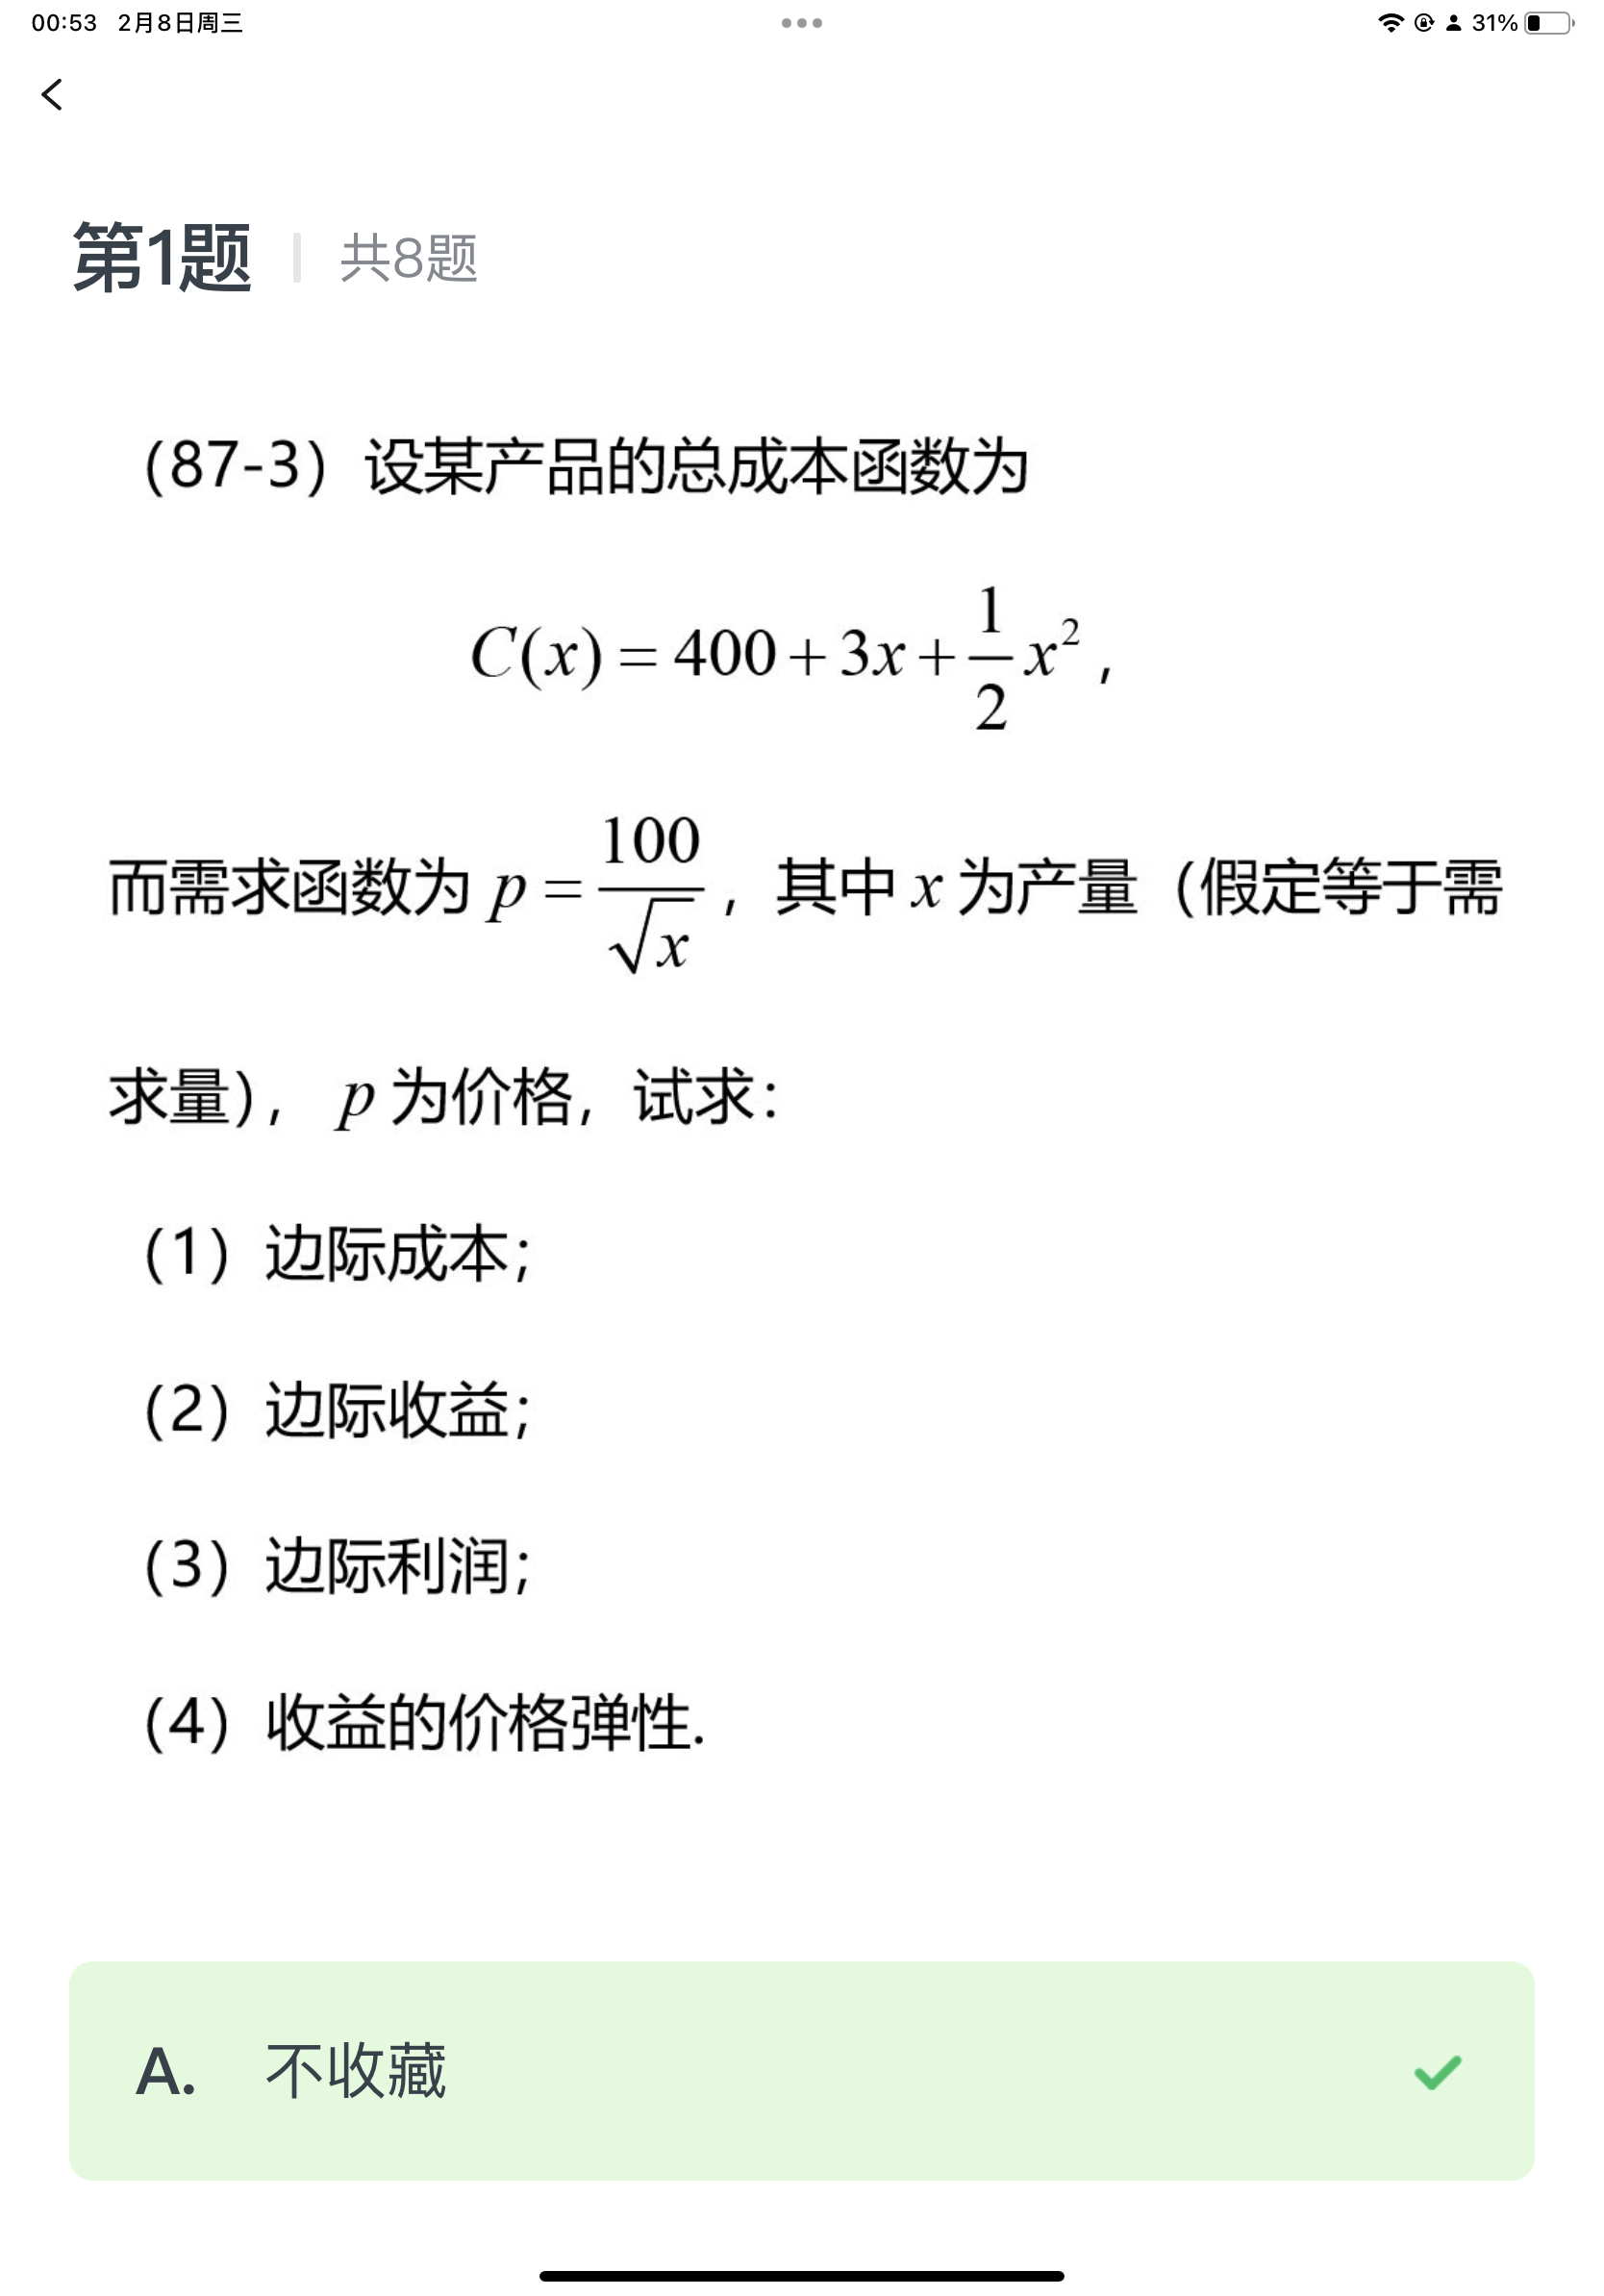 00:53 2月8日周三
31%
第1题 共8题
（87-3）设某产品的总成本函数为
C(x) = 400 + 3x + \frac{1}{2}x^2，
而需求函数为 p = \frac{100}{\sqrt{x}}，其中 x 为产量（假定等于需
求量），p 为价格，试求：
（1）边际成本；
（2）边际收益；
（3）边际利润；
（4）收益的价格弹性.
A. 不收藏